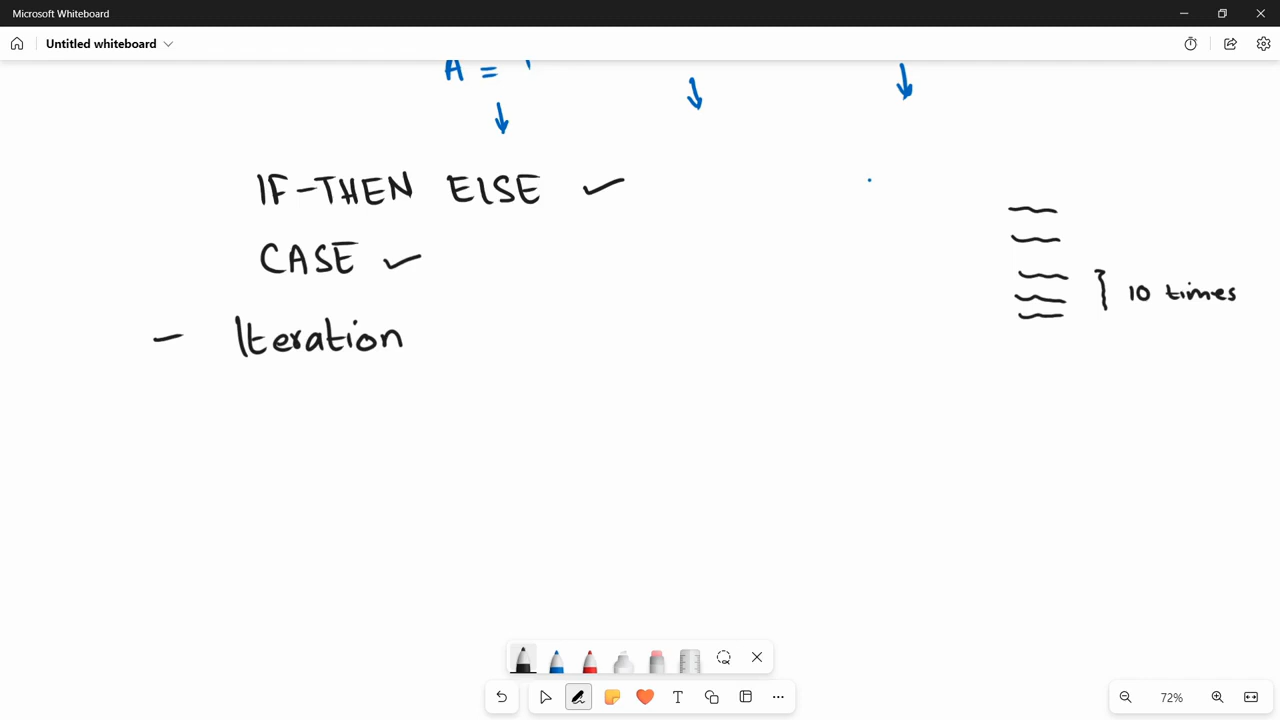 Microsoft Whiteboard
Untitled whiteboard
A =
IF-THEN ELSE
CASE
- Iteration
10 times
72%